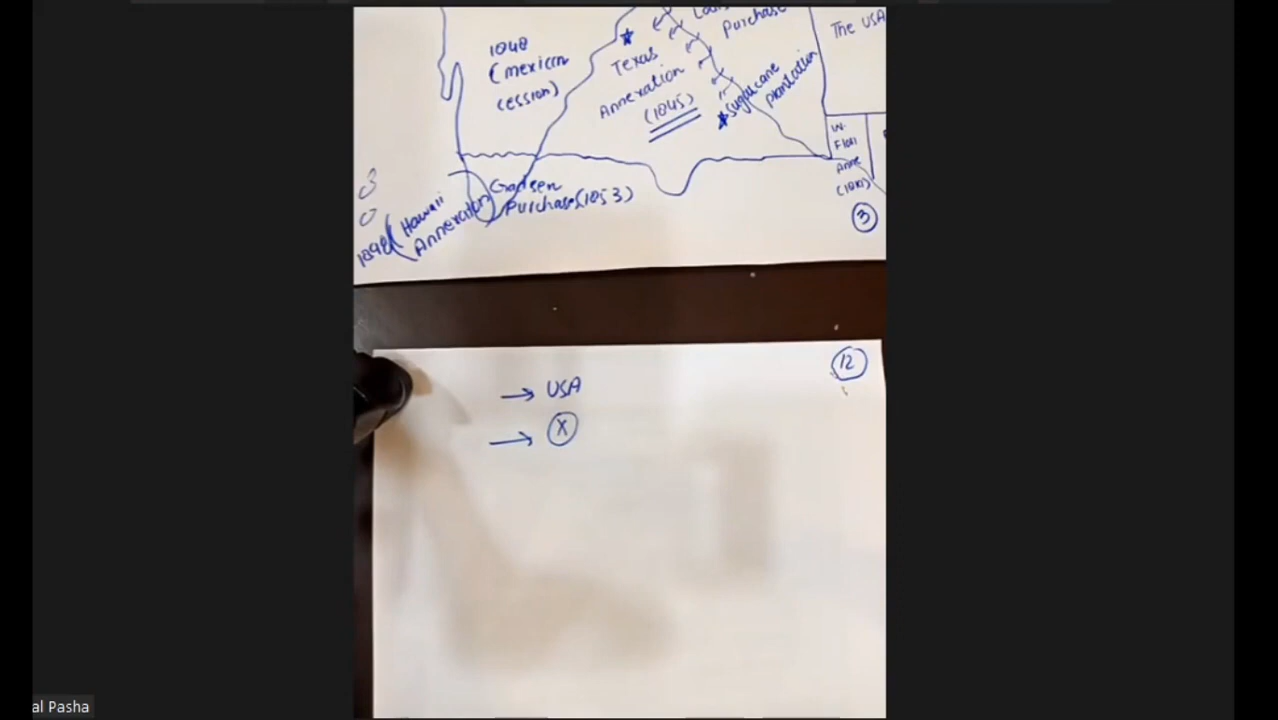 Purchase
The USA
1848
(mexican
cession)
Texas
Annexation
(1845)
sugarcane
plantation
W.
Flori
Anne
Gadsen
Purchase(1853)
Hawaii
Annexation
1898
3
12
→ USA
→ X
al Pasha